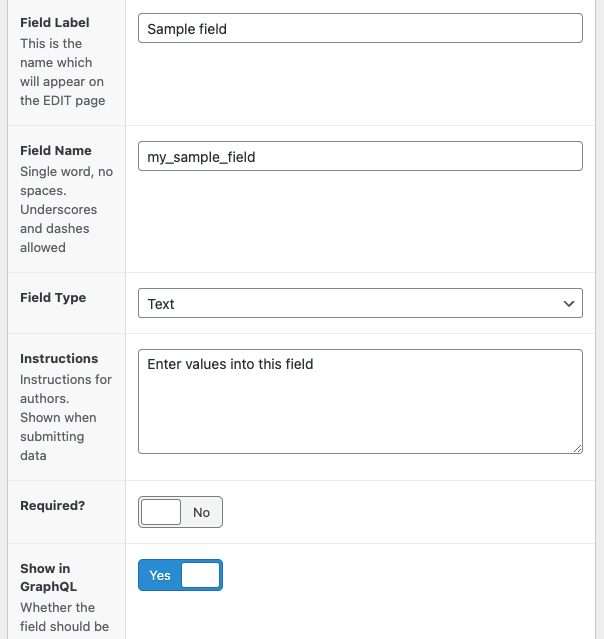 Field Label
This is the
name which
will appear on
the EDIT page
Sample field
Field Name
Single word, no
spaces.
Underscores
and dashes
allowed
my_sample_field
Field Type
Text
Instructions
Instructions for
authors.
Shown when
submitting
data
Enter values into this field
Required?
No
Show in
GraphQL
Whether the
field should be
Yes